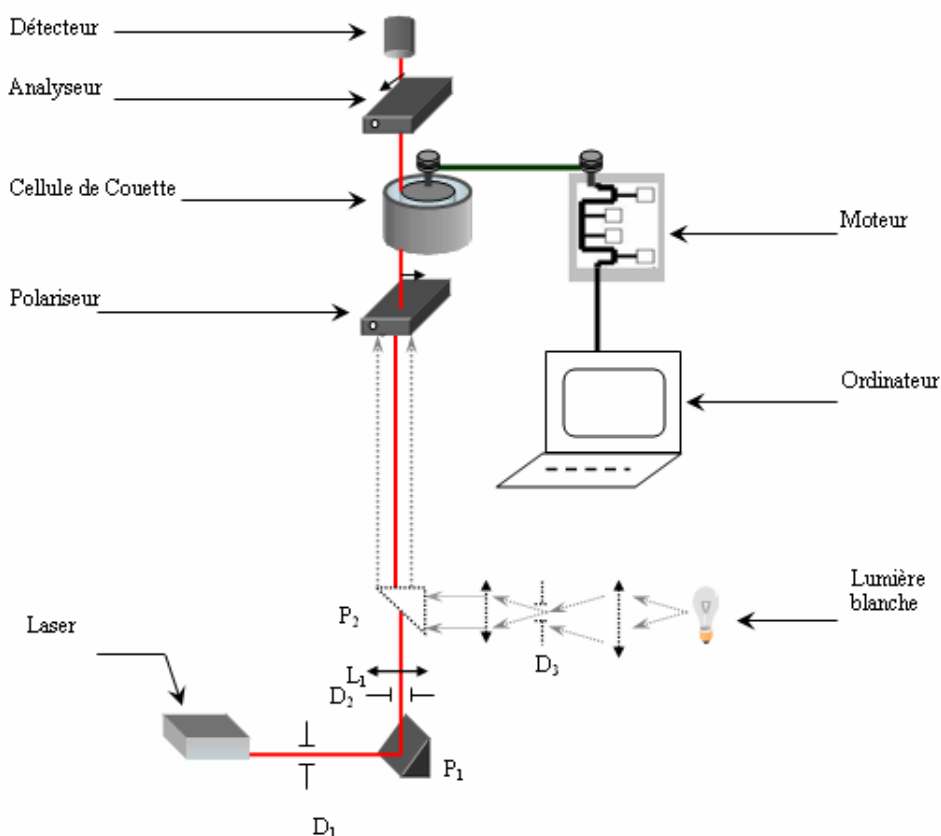 Détecteur
Analyseur
Cellule de Couette
Moteur
Polariseur
Ordinateur
Lumière
blanche
P2
Laser
D3
L1
D2
P1
D1